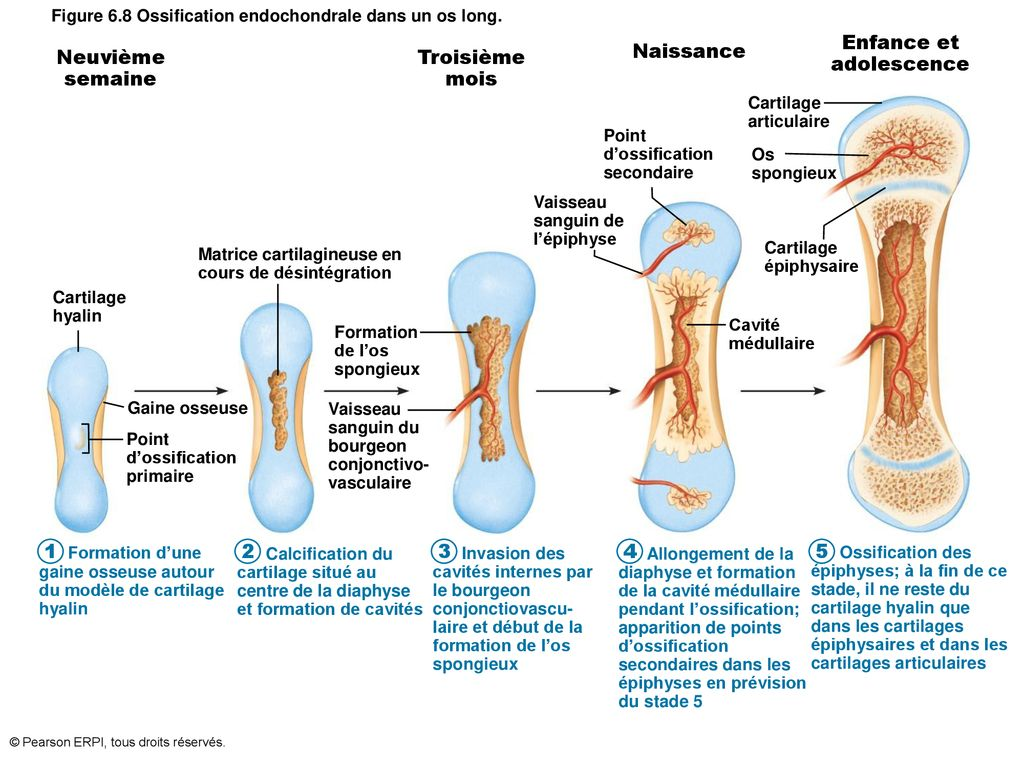 Figure 6.8 Ossification endochondrale dans un os long.
Neuvième
semaine
Troisième
mois
Naissance
Enfance et
adolescence
Cartilage
articulaire
Os
spongieux
Cartilage
épiphysaire
Point
d'ossification
secondaire
Vaisseau
sanguin de
l'épiphyse
Cavité
médullaire
Matrice cartilagineuse en
cours de désintégration
Cartilage
hyalin
Formation
de l'os
spongieux
Gaine osseuse
Point
d'ossification
primaire
Vaisseau
sanguin du
bourgeon
conjonctivo-
vasculaire
1 Formation d'une
gaine osseuse autour
du modèle de cartilage
hyalin
2 Calcification du
cartilage situé au
centre de la diaphyse
et formation de cavités
3 Invasion des
cavités internes par
le bourgeon
conjonctiovascu-
laire et début de la
formation de l'os
spongieux
4 Allongement de la
diaphyse et formation
de la cavité médullaire
pendant l'ossification;
apparition de points
d'ossification
secondaires dans les
épiphyses en prévision
du stade 5
5 Ossification des
épiphyses; à la fin de ce
stade, il ne reste du
cartilage hyalin que
dans les cartilages
épiphysaires et dans les
cartilages articulaires
© Pearson ERPI, tous droits réservés.